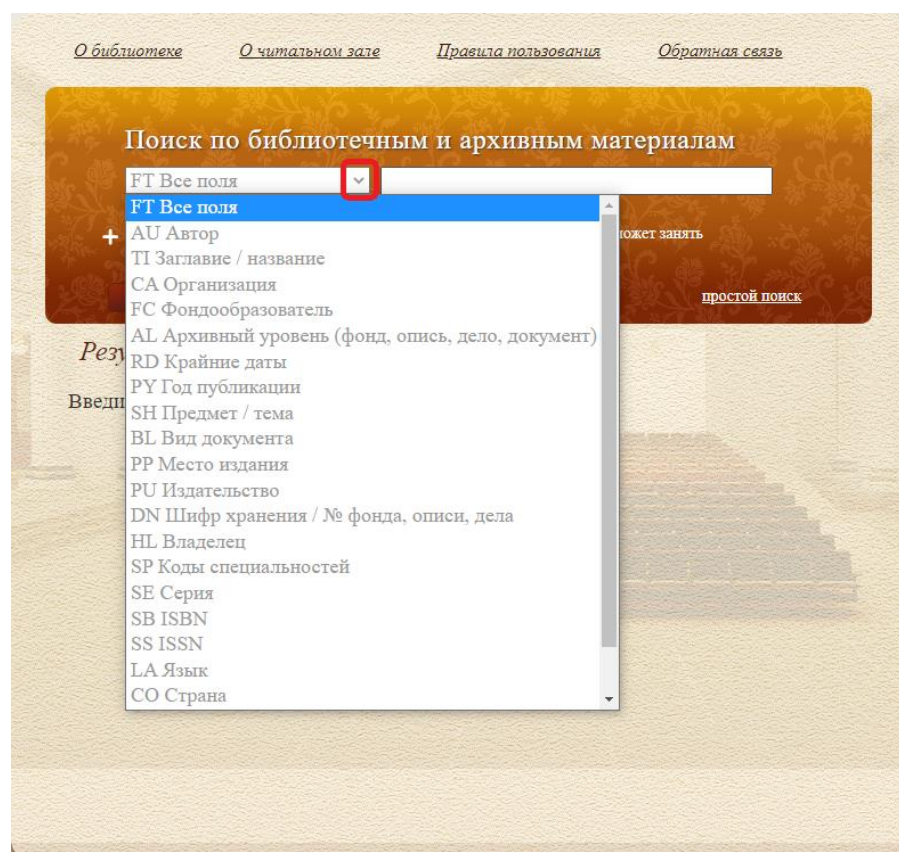 О библиотеке О читальном зале Правила пользования Обратная связь
Поиск по библиотечным и архивным материалам
FT Все поля
FT Все поля
AU Автор
TI Заглавие / название
CA Организация
FC Фондообразователь
AL Архивный уровень (фонд, опись, дело, документ)
RD Крайние даты
PY Год публикации
SH Предмет / тема
BL Вид документа
PP Место издания
PU Издательство
DN Шифр хранения / № фонда, описи, дела
HL Владелец
SP Коды специальностей
SE Серия
SB ISBN
SS ISSN
LA Язык
CO Страна
занять
простой поиск